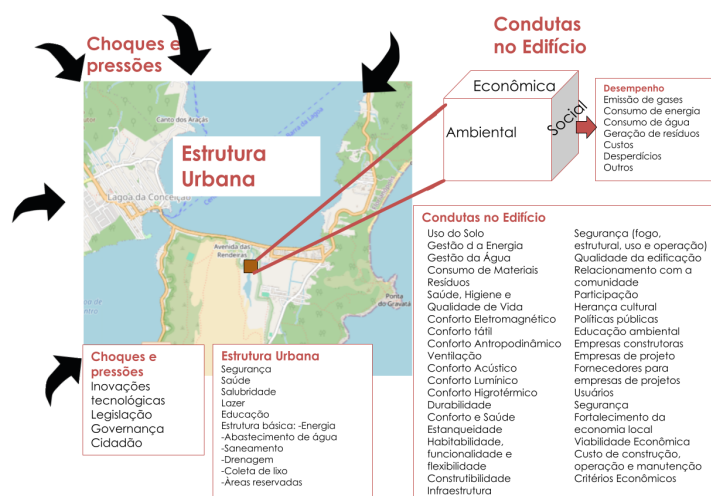 Choques e
pressões
Condutas
no Edifício
Econômica
Ambiental
Social
Desempenho
Emissão de gases
Consumo de energia
Consumo de água
Geração de resíduos
Custos
Desperdícios
Outros
Canto dos Araças
Barra da Lagoa
Estrutura
Urbana
Lagoa da Conceição
Avenida das
Rendeiras
Ponta
do Gravatá
Condutas no Edifício
Uso do Solo
Gestão d a Energia
Gestão da Água
Consumo de Materiais
Resíduos
Saúde, Higiene e
Qualidade de Vida
Conforto Eletromagnético
Conforto tátil
Conforto Antropodinâmico
Ventilação
Conforto Acústico
Conforto Lumínico
Conforto Higrotérmico
Durabilidade
Conforto e Saúde
Estanqueidade
Habitabilidade,
funcionalidade e
flexibilidade
Construtibilidade
Infraestrutura
Segurança (fogo,
estrutural, uso e operação)
Qualidade da edificação
Relacionamento com a
comunidade
Participação
Herança cultural
Políticas públicas
Educação ambiental
Empresas construtoras
Empresas de projeto
Fornecedores para
empresas de projetos
Usuários
Segurança
Fortalecimento da
economia local
Viabilidade Econômica
Custo de construção,
operação e manutenção
Critérios Econômicos
Choques e
pressões
Inovações
tecnológicas
Legislação
Governança
Cidadão
Estrutura Urbana
Segurança
Saúde
Salubridade
Lazer
Educação
Estrutura básica: -Energia
-Abastecimento de água
-Saneamento
-Drenagem
-Coleta de lixo
-Àreas reservadas